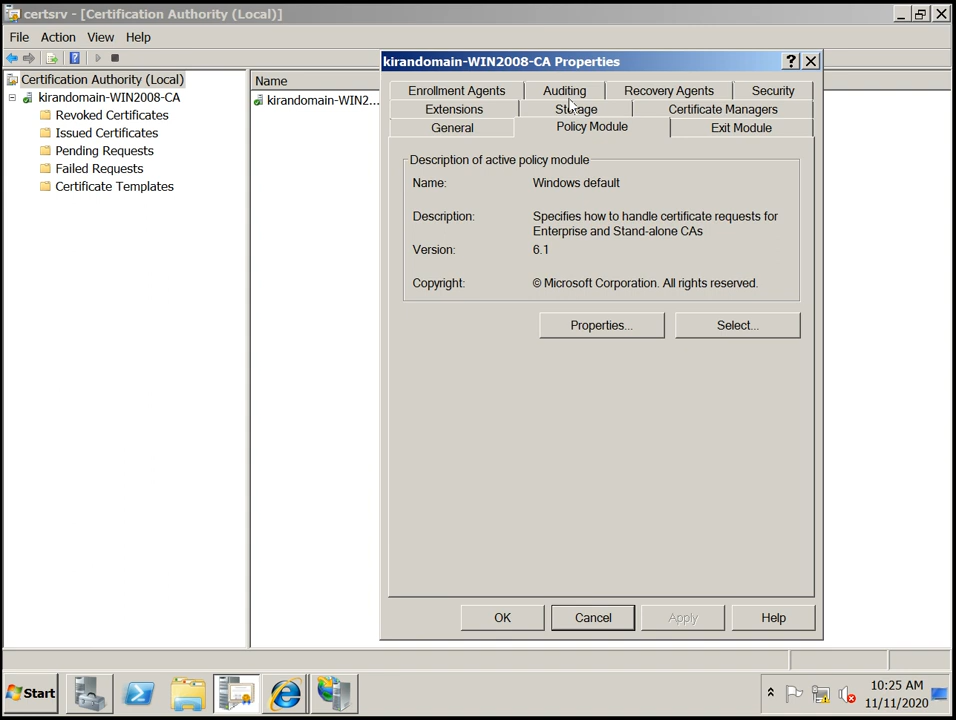 certsrv - [Certification Authority (Local)]
File Action View Help
Certification Authority (Local)
kirandomain-WIN2008-CA
Revoked Certificates
Issued Certificates
Pending Requests
Failed Requests
Certificate Templates
Name
kirandomain-WIN2...
kirandomain-WIN2008-CA Properties
Enrollment Agents Auditing Recovery Agents Security
Extensions Storage Certificate Managers
General Policy Module Exit Module
Description of active policy module
Name: Windows default
Description: Specifies how to handle certificate requests for
Enterprise and Stand-alone CAs
Version: 6.1
Copyright: © Microsoft Corporation. All rights reserved.
Properties... Select...
OK Cancel Apply Help
Start
10:25 AM
11/11/2020